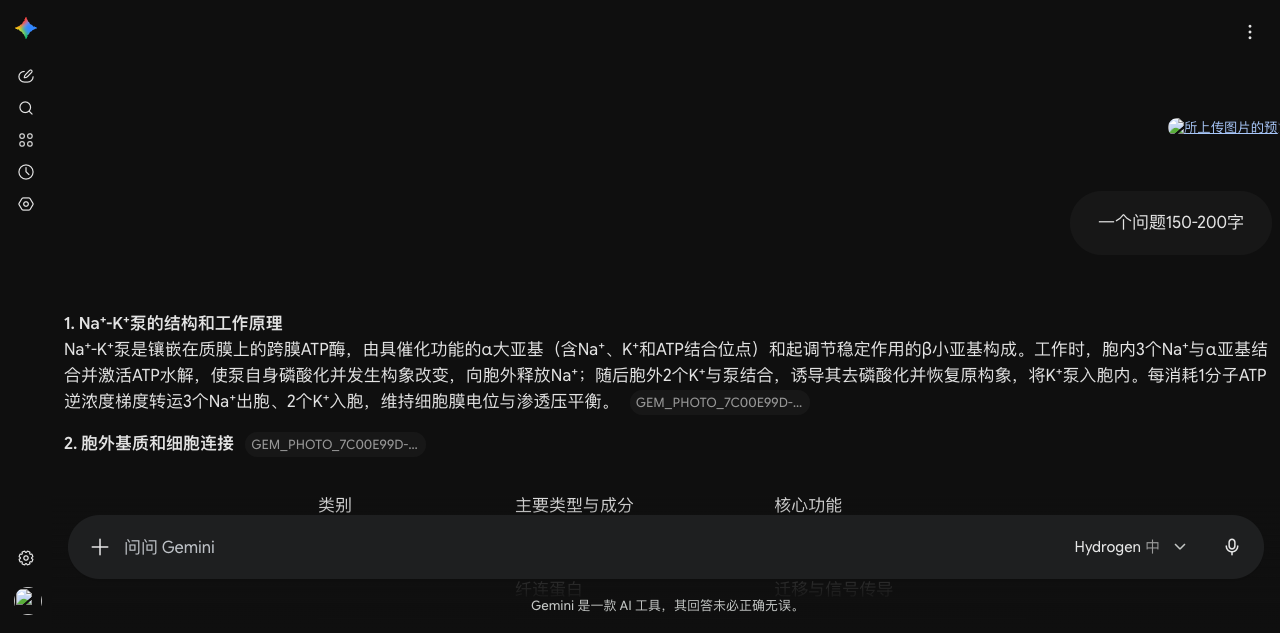 所上传图片的预
一个问题150-200字
1. Na⁺-K⁺泵的结构和工作原理
Na⁺-K⁺泵是镶嵌在质膜上的跨膜ATP酶，由具催化功能的α大亚基（含Na⁺、K⁺和ATP结合位点）和起调节稳定作用的β小亚基构成。工作时，胞内3个Na⁺与α亚基结
合并激活ATP水解，使泵自身磷酸化并发生构象改变，向胞外释放Na⁺；随后胞外2个K⁺与泵结合，诱导其去磷酸化并恢复原构象，将K⁺泵入胞内。每消耗1分子ATP
逆浓度梯度转运3个Na⁺出胞、2个K⁺入胞，维持细胞膜电位与渗透压平衡。 GEM_PHOTO_7C00E99D-...
2. 胞外基质和细胞连接 GEM_PHOTO_7C00E99D-...
类别 主要类型与成分 核心功能
问问 Gemini Hydrogen 中
纤连蛋白 迁移与信号传导
Gemini 是一款 AI 工具，其回答未必正确无误。